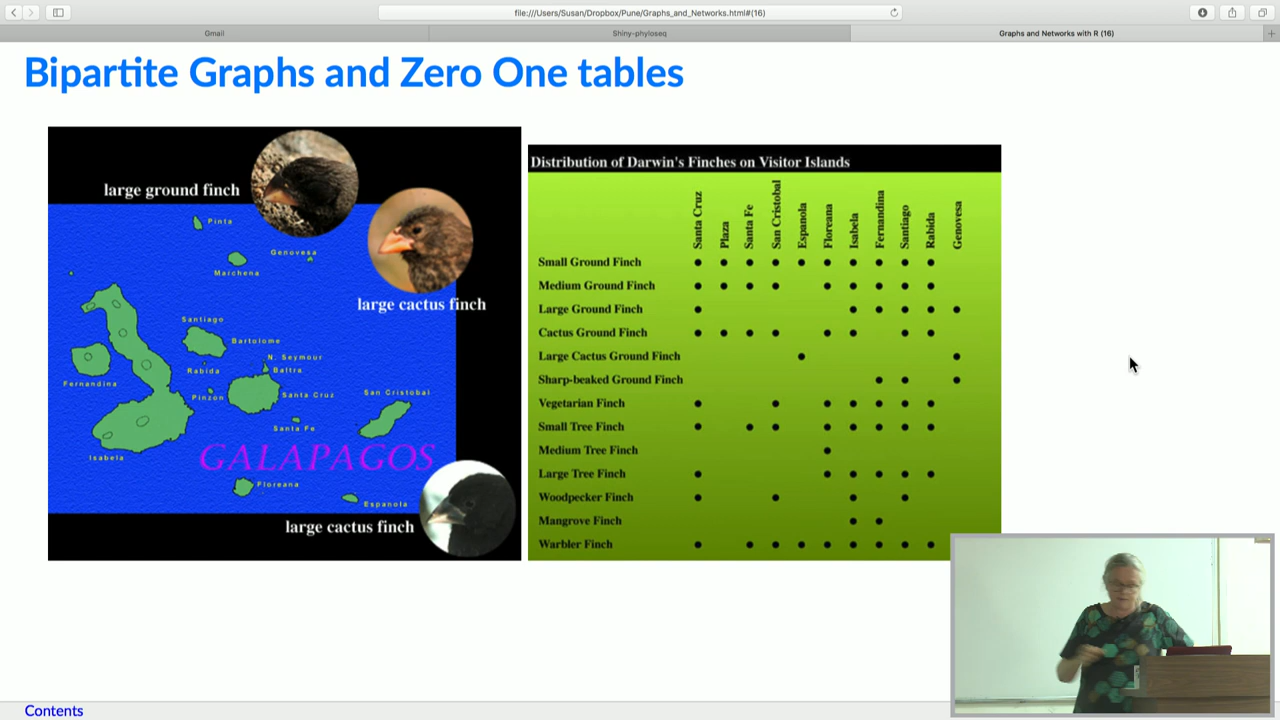 file:///Users/Susan/Dropbox/Pune/Graphs_and_Networks.html#(16)
Gmail
Shiny-phyloseq
Graphs and Networks with R (16)
Bipartite Graphs and Zero One tables
large ground finch
large cactus finch
large cactus finch
Pinta
Genovesa
Marchena
Santiago
Bartolome
N. Seymour
Baltra
Rabida
Fernandina
Pinzon
Santa Cruz
San Cristobal
Santa Fe
Isabela
GALAPAGOS
Floreana
Espanola
Distribution of Darwin's Finches on Visitor Islands
Santa Cruz
Plaza
Santa Fe
San Cristobal
Espanola
Floreana
Isabela
Fernandina
Santiago
Rabida
Genovesa
Small Ground Finch
Medium Ground Finch
Large Ground Finch
Cactus Ground Finch
Large Cactus Ground Finch
Sharp-beaked Ground Finch
Vegetarian Finch
Small Tree Finch
Medium Tree Finch
Large Tree Finch
Woodpecker Finch
Mangrove Finch
Warbler Finch
Contents